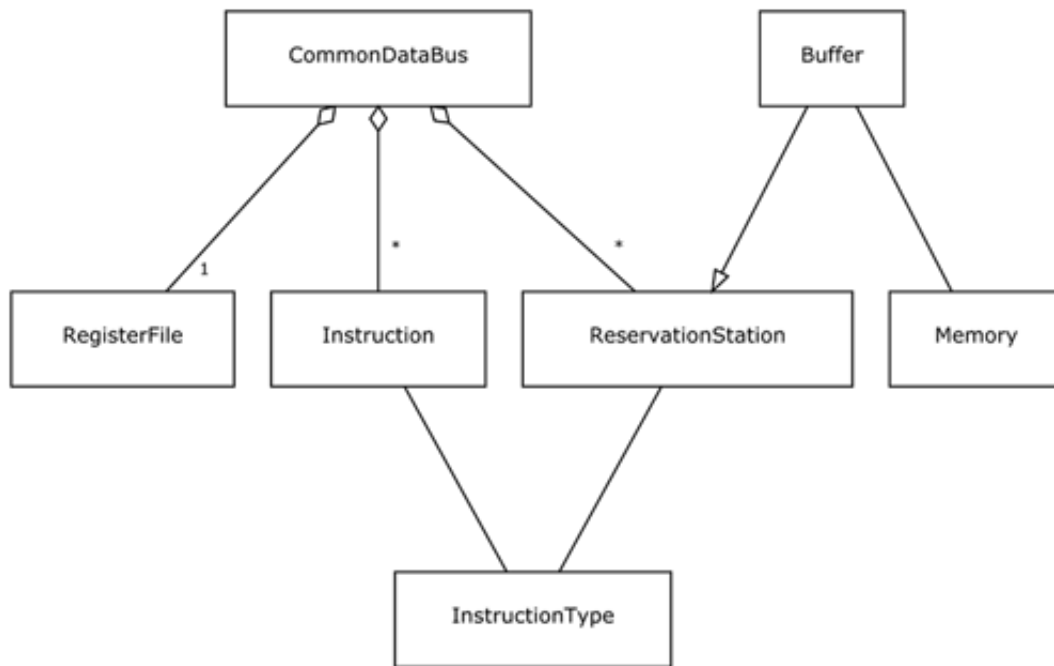 CommonDataBus
Buffer
1
*
*
RegisterFile
Instruction
ReservationStation
Memory
InstructionType